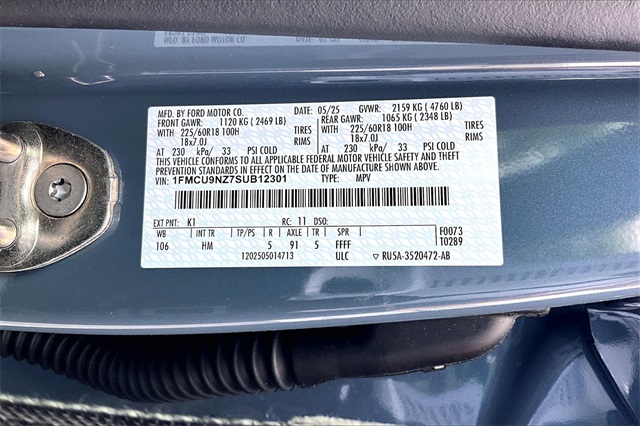 MFD. BY FORD MOTOR CO. DATE: 05/25 GVWR: 2159 KG ( 4760 LB)
FRONT GAWR: 1120 KG ( 2469 LB) REAR GAWR: 1065 KG ( 2348 LB)
WITH 225/60R18 100H TIRES WITH 225/60R18 100H TIRES
18x7.0J RIMS 18x7.0J RIMS
AT 230 kPa/ 33 PSI COLD AT 230 kPa/ 33 PSI COLD
THIS VEHICLE CONFORMS TO ALL APPLICABLE FEDERAL MOTOR VEHICLE SAFETY, BUMPER, AND THEFT
PREVENTION STANDARDS IN EFFECT ON THE DATE OF MANUFACTURE SHOWN ABOVE.
VIN: 1FMCU9NZ7SUB12301 TYPE: MPV
EXT PNT: K1 RC: 11 DSO: F0073
WB INT TR TP/PS R AXLE TR SPR T0289
106 HM 5 91 5 FFFF
1202505014713 ULC ▽ RU5A-3520472-AB